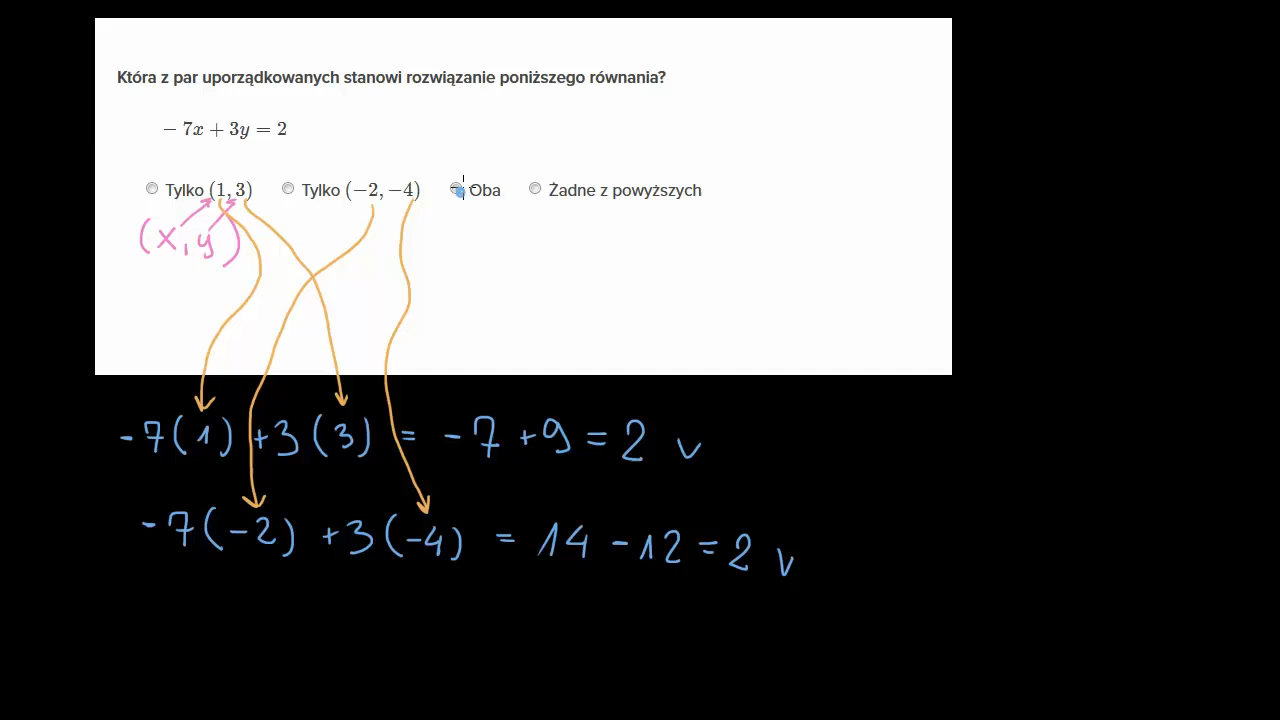 Która z par uporządkowanych stanowi rozwiązanie poniższego równania?
− 7x + 3y = 2
Tylko (1, 3) Tylko (−2, −4) Oba Żadne z powyższych
(x, y)
-7(1) +3(3) = -7 +9 = 2 v
-7(-2) +3(-4) = 14 - 12 = 2 v